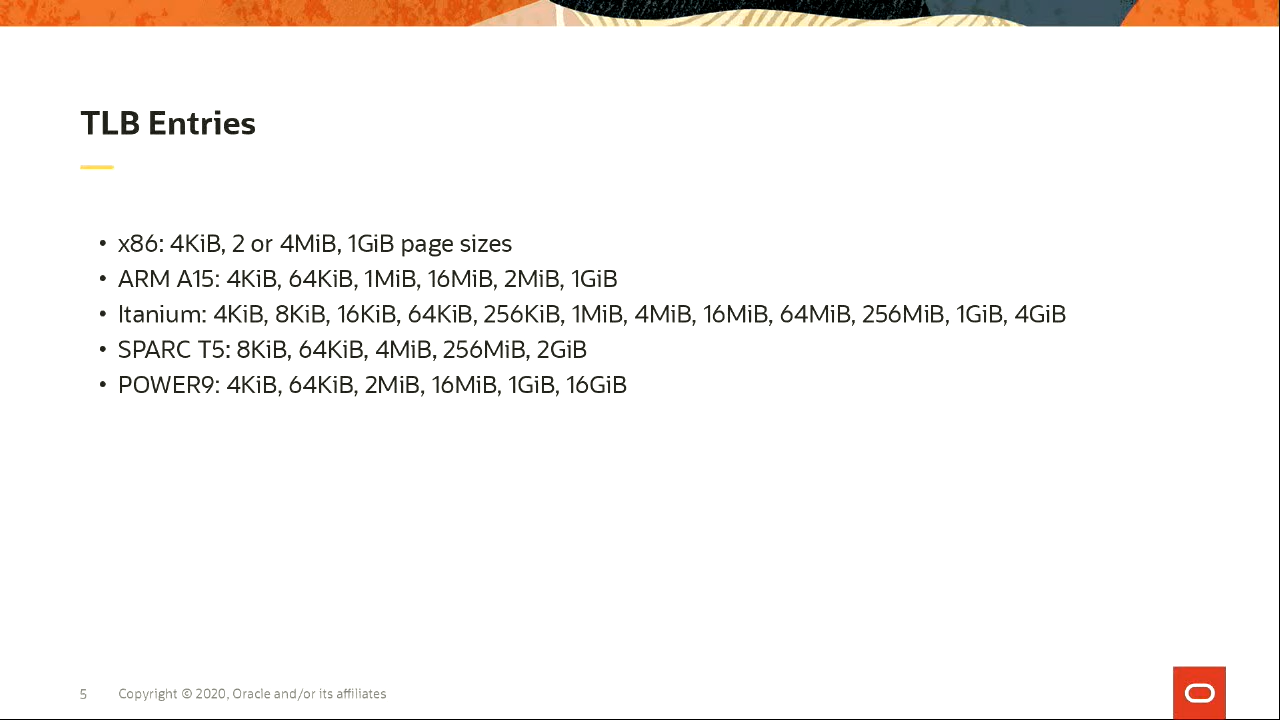 TLB Entries
• x86: 4KiB, 2 or 4MiB, 1GiB page sizes
• ARM A15: 4KiB, 64KiB, 1MiB, 16MiB, 2MiB, 1GiB
• Itanium: 4KiB, 8KiB, 16KiB, 64KiB, 256KiB, 1MiB, 4MiB, 16MiB, 64MiB, 256MiB, 1GiB, 4GiB
• SPARC T5: 8KiB, 64KiB, 4MiB, 256MiB, 2GiB
• POWER9: 4KiB, 64KiB, 2MiB, 16MiB, 1GiB, 16GiB
5 Copyright © 2020, Oracle and/or its affiliates